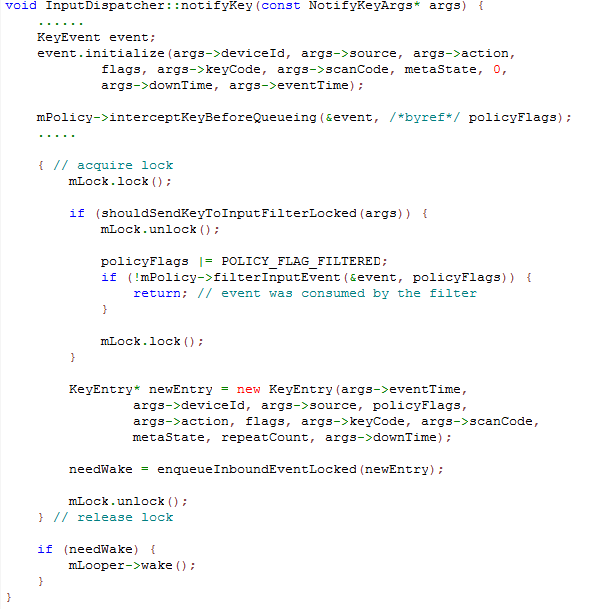 void InputDispatcher::notifyKey(const NotifyKeyArgs* args) {
    ......
    KeyEvent event;
    event.initialize(args->deviceId, args->source, args->action,
            flags, args->keyCode, args->scanCode, metaState, 0,
            args->downTime, args->eventTime);

    mPolicy->interceptKeyBeforeQueueing(&event, /*byref*/ policyFlags);
    .....

    { // acquire lock
        mLock.lock();

        if (shouldSendKeyToInputFilterLocked(args)) {
            mLock.unlock();

            policyFlags |= POLICY_FLAG_FILTERED;
            if (!mPolicy->filterInputEvent(&event, policyFlags)) {
                return; // event was consumed by the filter
            }

            mLock.lock();
        }

        KeyEntry* newEntry = new KeyEntry(args->eventTime,
                args->deviceId, args->source, policyFlags,
                args->action, flags, args->keyCode, args->scanCode,
                metaState, repeatCount, args->downTime);

        needWake = enqueueInboundEventLocked(newEntry);

        mLock.unlock();
    } // release lock

    if (needWake) {
        mLooper->wake();
    }
}